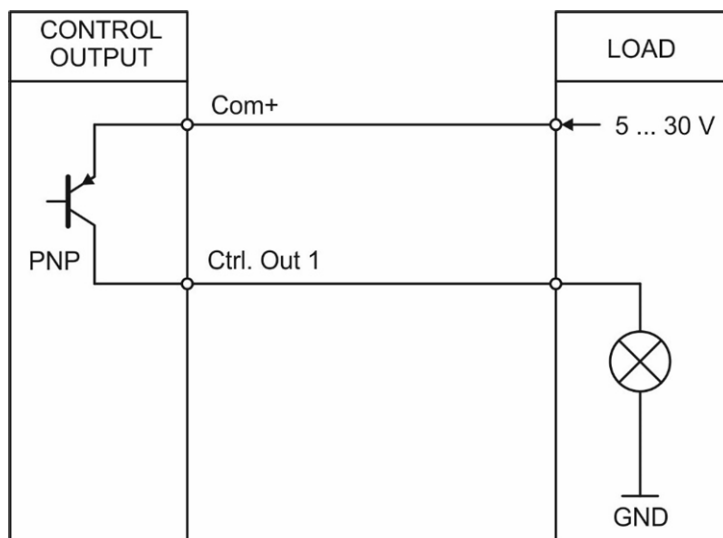 CONTROL
OUTPUT
LOAD
Com+
5 ... 30 V
PNP
Ctrl. Out 1
GND